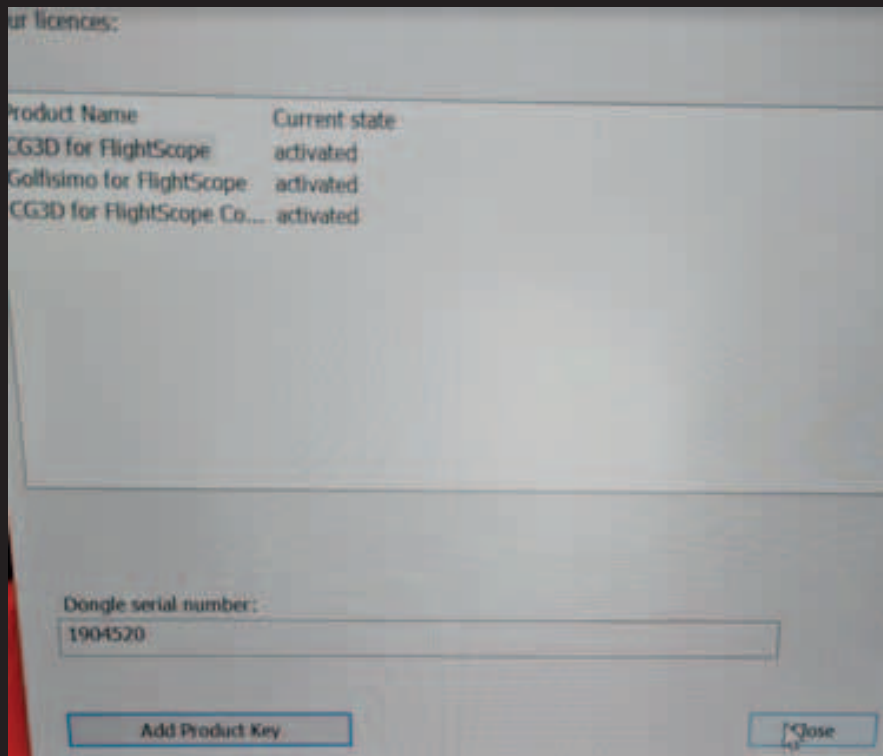 ur licences:
Product Name Current state
CG3D for FlightScope activated
Golfisimo for FlightScope activated
CG3D for FlightScope Co.... activated
Dongle serial number:
1904520
Add Product Key
Close